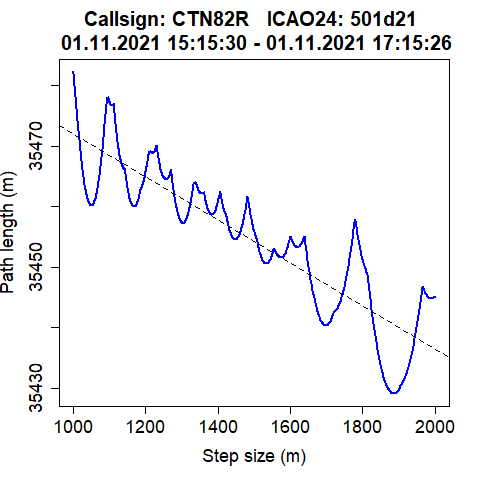 Callsign: CTN82R   ICAO24: 501d21
01.11.2021 15:15:30 - 01.11.2021 17:15:26
Path length (m)
35470
35450
35430
1000
1200
1400
1600
1800
2000
Step size (m)